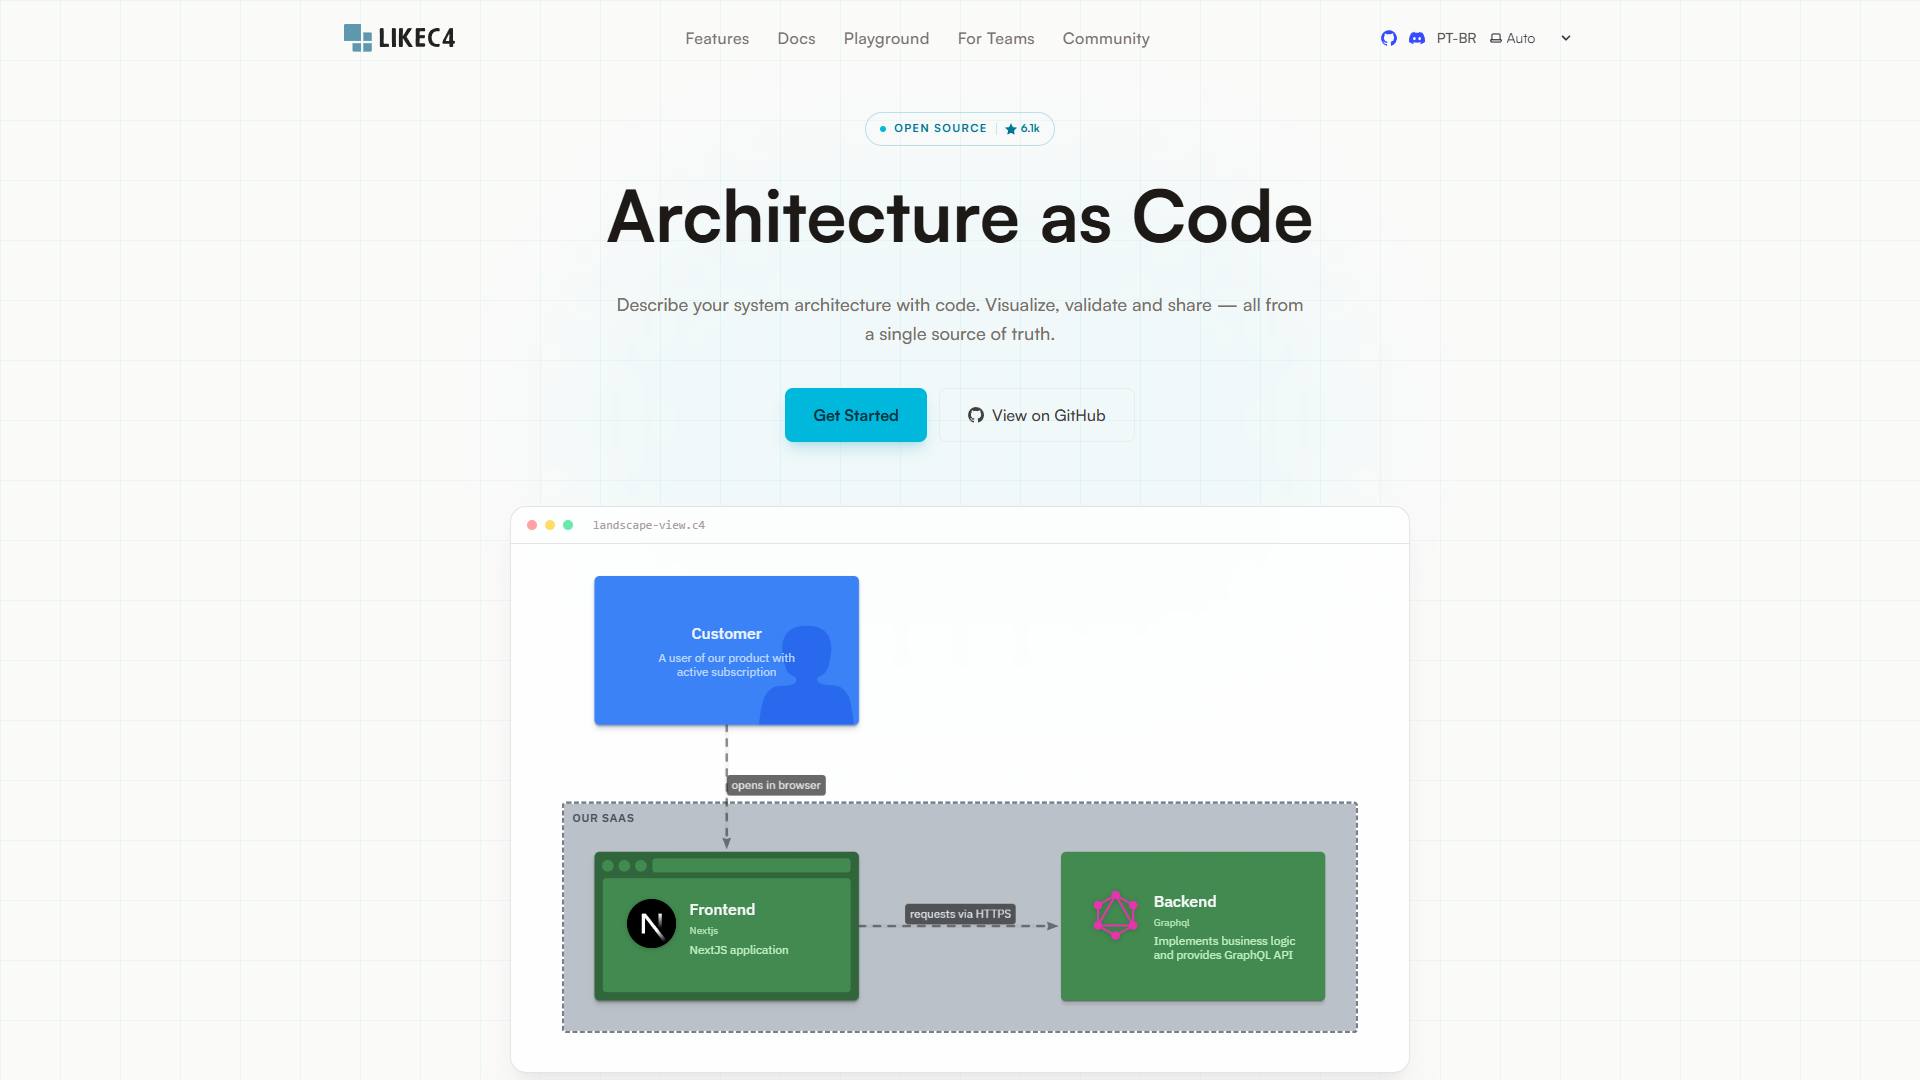 LIKEC4
Features
Docs
Playground
For Teams
Community
PT-BR
Auto
OPEN SOURCE
6.1k
Architecture as Code
Describe your system architecture with code. Visualize, validate and share — all from
a single source of truth.
Get Started
View on GitHub
landscape-view.c4
Customer
A user of our product with
active subscription
opens in browser
OUR SAAS
Frontend
Nextjs
NextJS application
requests via HTTPS
Backend
Graphql
Implements business logic
and provides GraphQL API